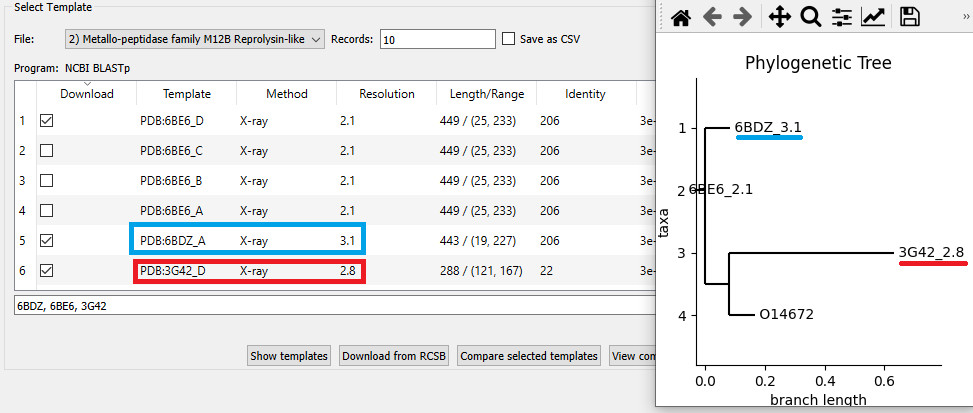 Select Template
File: 2) Metallo-peptidase family M12B Reprolysin-like Records: 10 Save as CSV
Program: NCBI BLASTp
Download Template Method Resolution Length/Range Identity
1 PDB:6BE6_D X-ray 2.1 449 / (25, 233) 206 3e-
2 PDB:6BE6_C X-ray 2.1 449 / (25, 233) 206 3e-
3 PDB:6BE6_B X-ray 2.1 449 / (25, 233) 206 3e-
4 PDB:6BE6_A X-ray 2.1 449 / (25, 233) 206 3e-
5 PDB:6BDZ_A X-ray 3.1 443 / (19, 227) 206 3e-
6 PDB:3G42_D X-ray 2.8 288 / (121, 167) 22 3e-
6BDZ, 6BE6, 3G42
Show templates Download from RCSB Compare selected templates View con
»
Phylogenetic Tree
1 6BDZ_3.1
2 6BE6_2.1
taxa
3 3G42_2.8
4 O14672
0.0 0.2 0.4 0.6
branch length